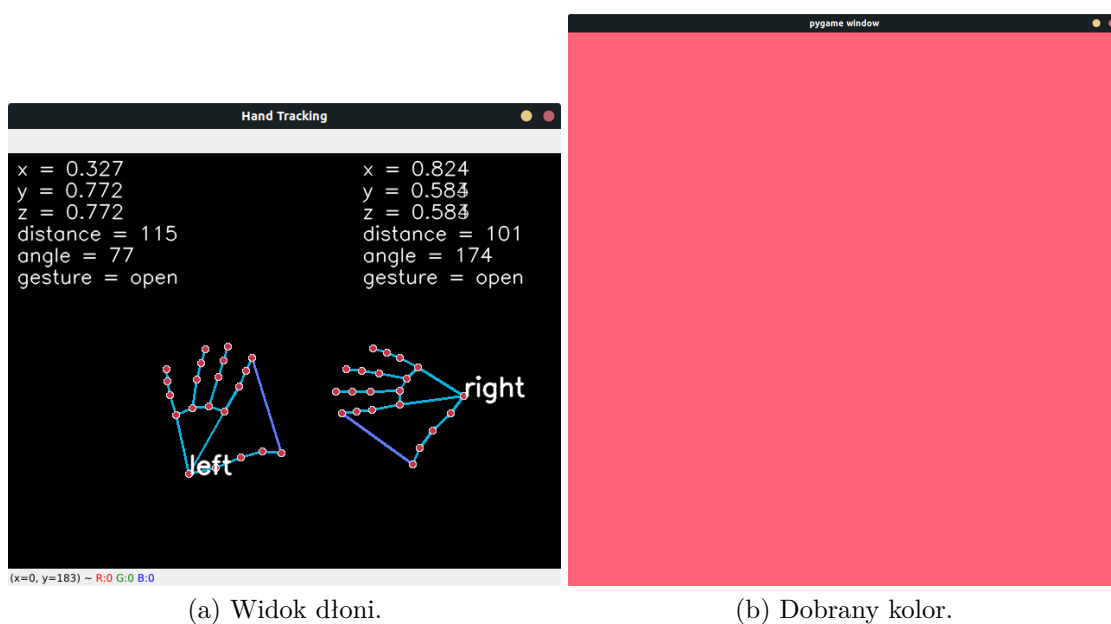 Hand Tracking
x = 0.327
y = 0.772
z = 0.772
distance = 115
angle = 77
gesture = open
x = 0.824
y =
z =
distance = 101
angle = 174
gesture = open
left
right
(x=0, y=183) ~ R:0 G:0 B:0
(a) Widok dłoni.
pygame window
(b) Dobrany kolor.